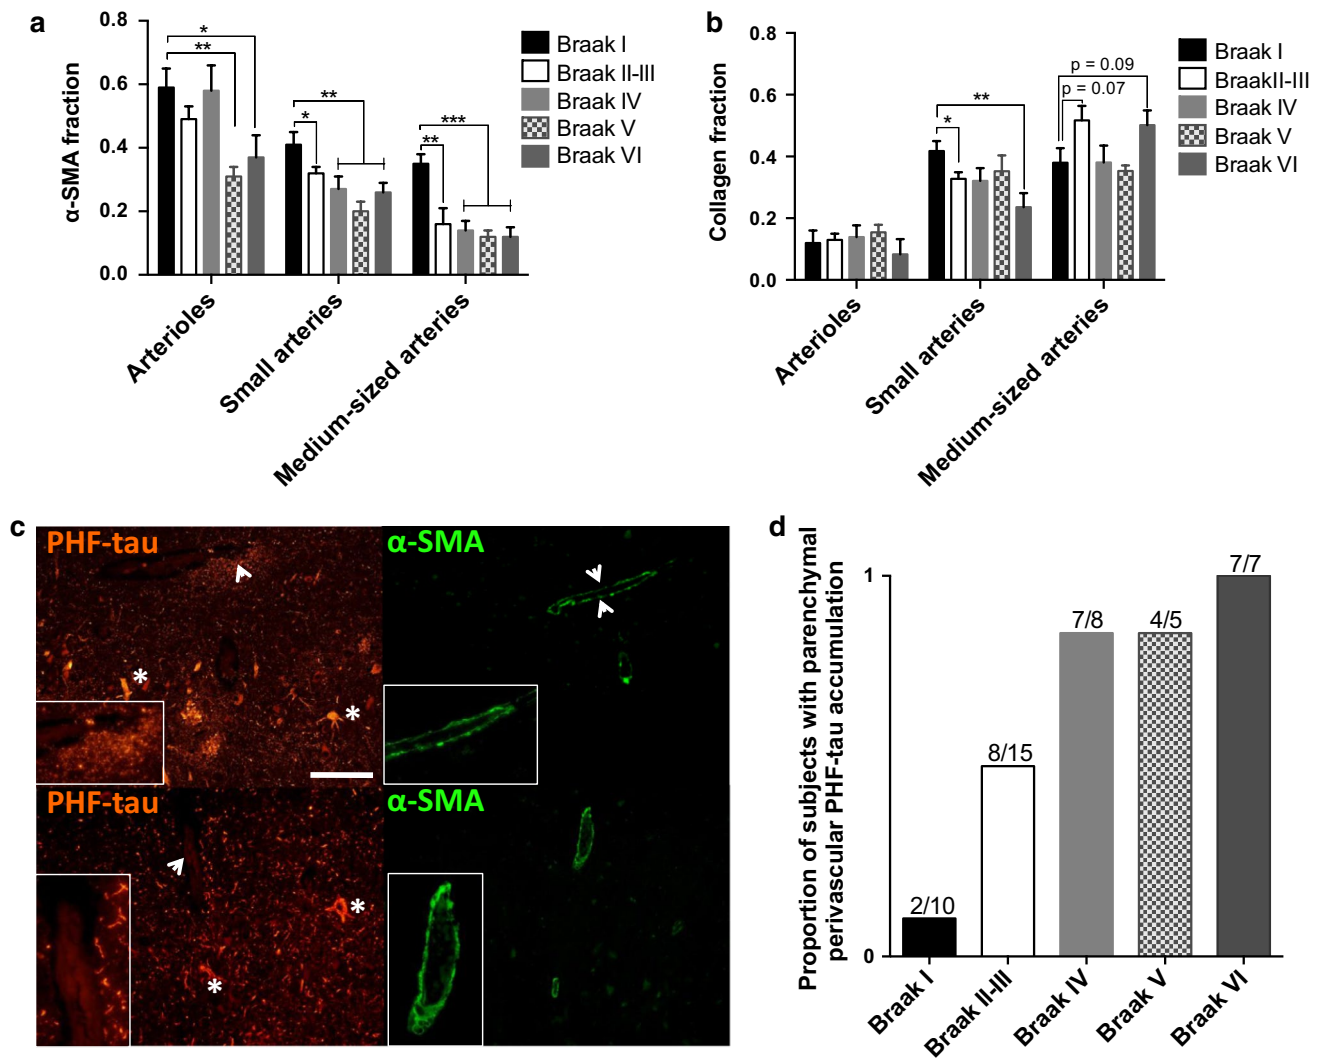 a
α-SMA fraction
0.8
0.6
0.4
0.2
0.0
*
**
**
*
***
**
Braak I
Braak II-III
Braak IV
Braak V
Braak VI
Arterioles
Small arteries
Medium-sized arteries
b
Collagen fraction
0.8
0.6
0.4
0.2
0.0
**
*
p = 0.09
p = 0.07
Braak I
BraakII-III
Braak IV
Braak V
Braak VI
Arterioles
Small arteries
Medium-sized arteries
c
PHF-tau
α-SMA
*
*
PHF-tau
α-SMA
*
*
d
Proportion of subjects with parenchymal
perivascular PHF-tau accumulation
1
0
2/10
8/15
7/8
4/5
7/7
Braak I
Braak II-III
Braak IV
Braak V
Braak VI